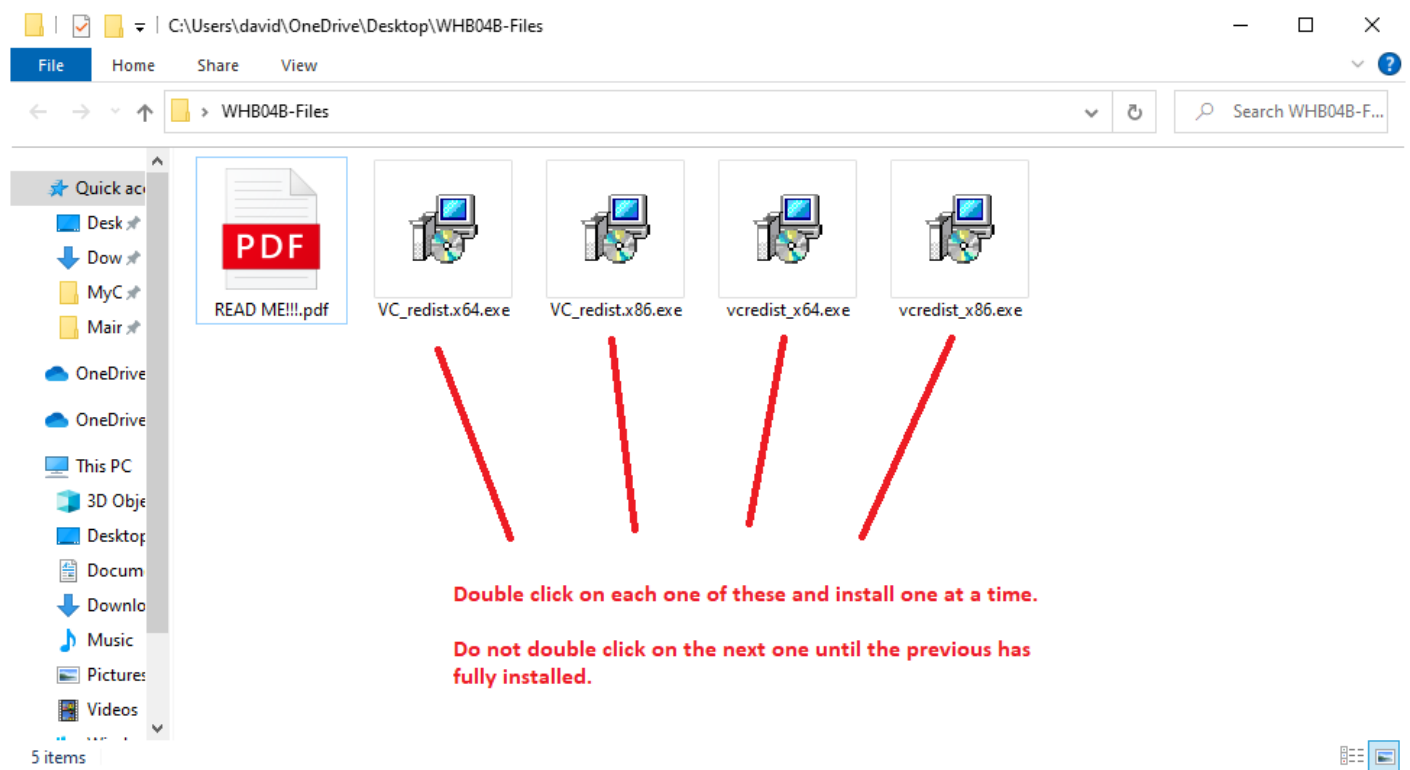 C:\Users\david\OneDrive\Desktop\WHB04B-Files
File Home Share View
?
WHB04B-Files
Search WHB04B-F...
Quick acc
Desk
Dow
MyC
Mair
OneDrive
OneDrive
This PC
3D Obje
Desktop
Docum
Downlo
Music
Pictures
Videos
PDF
READ ME!!!.pdf
VC_redist.x64.exe
VC_redist.x86.exe
vcredist_x64.exe
vcredist_x86.exe
Double click on each one of these and install one at a time.
Do not double click on the next one until the previous has
fully installed.
5 items